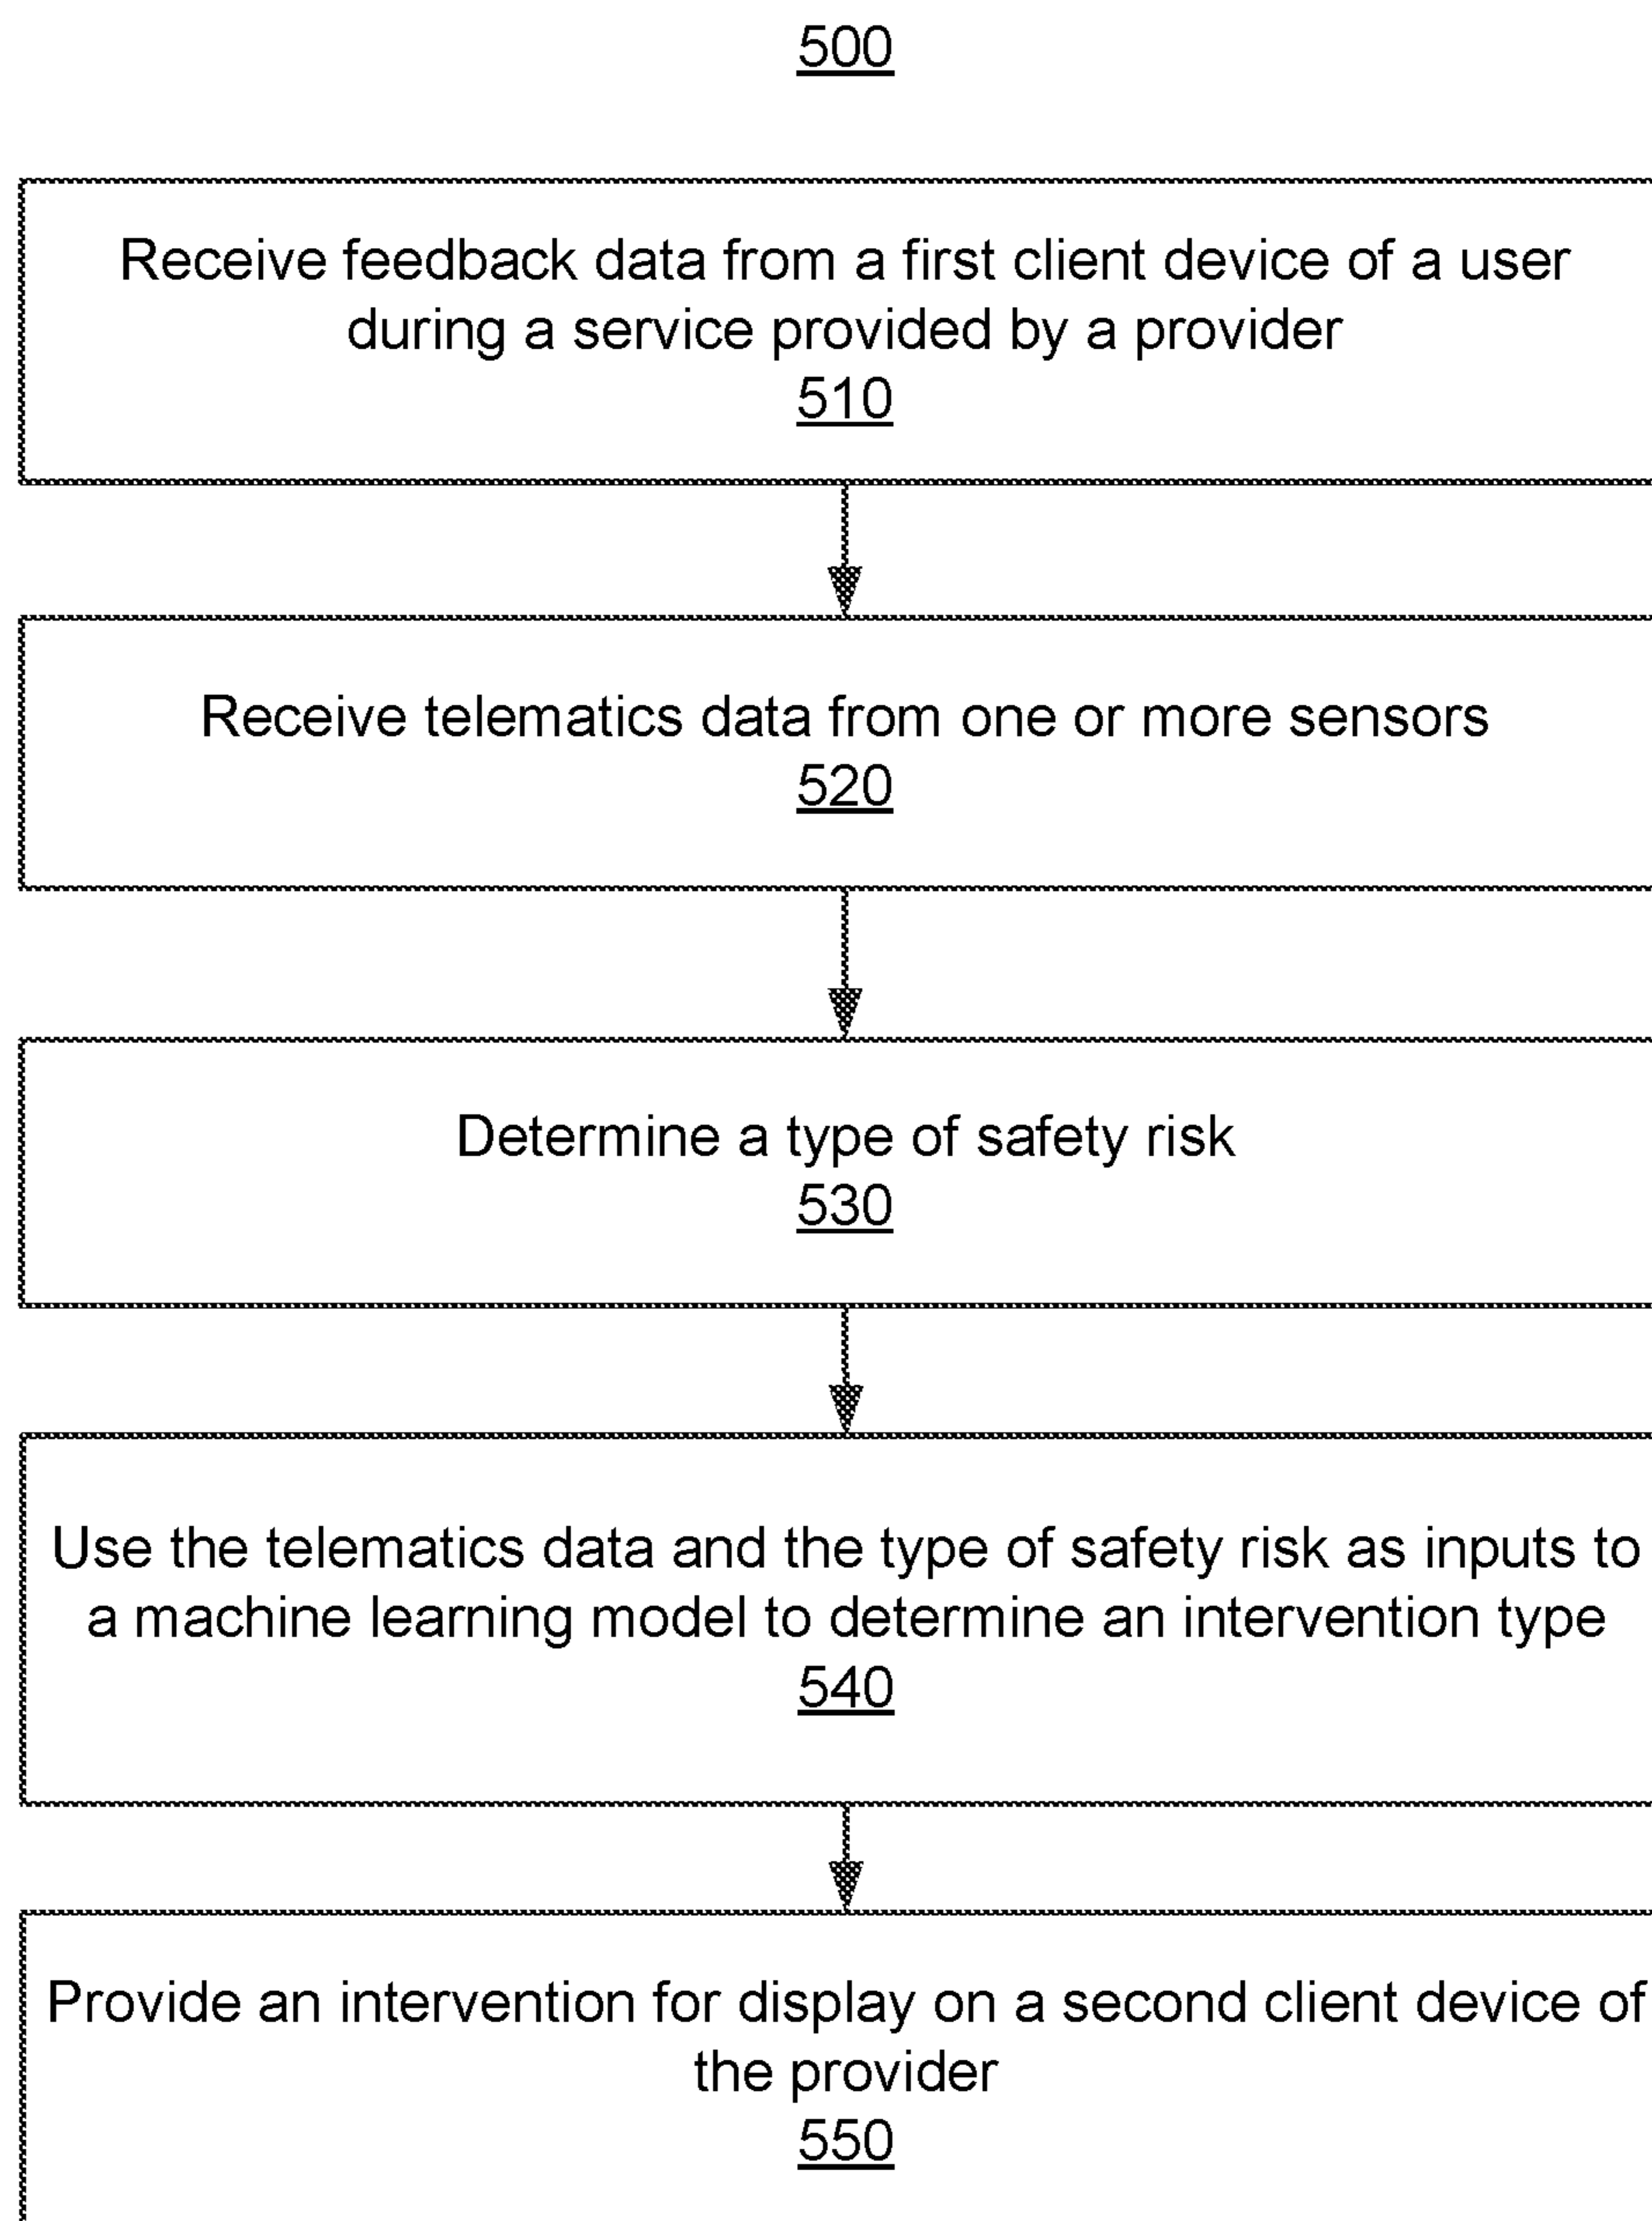 500
Receive feedback data from a first client device of a user
during a service provided by a provider
510
Receive telematics data from one or more sensors
520
Determine a type of safety risk
530
Use the telematics data and the type of safety risk as inputs to
a machine learning model to determine an intervention type
540
Provide an intervention for display on a second client device of
the provider
550